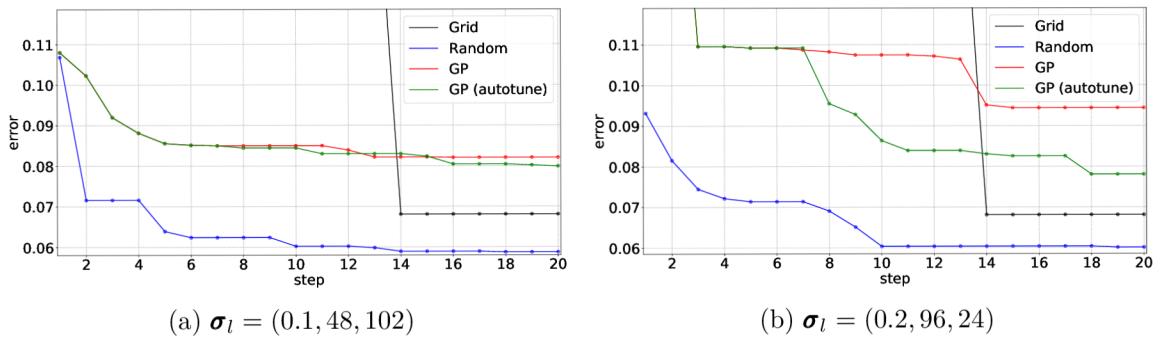 error
0.11
0.10
0.09
0.08
0.07
0.06
2 4 6 8 10 12 14 16 18 20
step
Grid
Random
GP
GP (autotune)
(a) σl = (0.1, 48, 102)
error
0.11
0.10
0.09
0.08
0.07
0.06
2 4 6 8 10 12 14 16 18 20
step
Grid
Random
GP
GP (autotune)
(b) σl = (0.2, 96, 24)